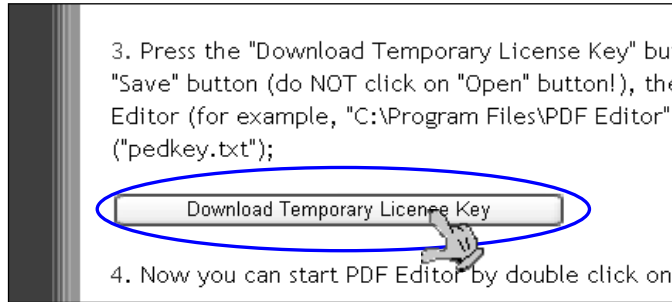 3. Press the "Download Temporary License Key" bu
"Save" button (do NOT click on "Open" button!), the
Editor (for example, "C:\Program Files\PDF Editor"
("pedkey.txt");
Download Temporary License Key
4. Now you can start PDF Editor by double click on